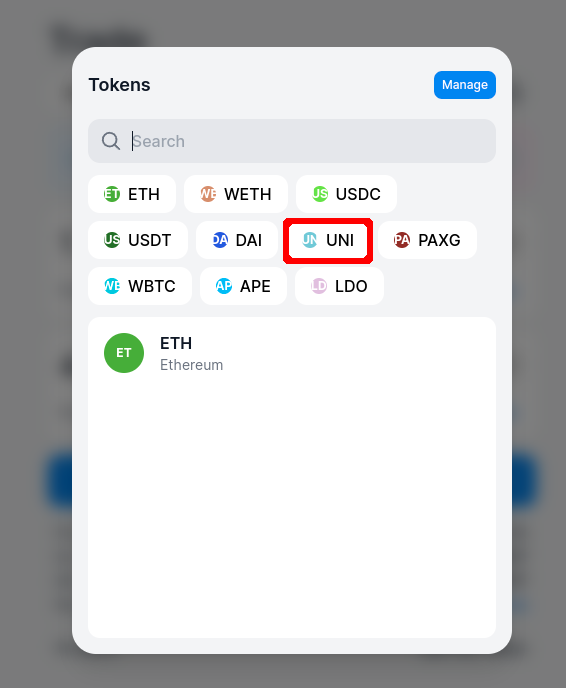 Tokens
Manage
Search
ET ETH
WE WETH
US USDC
US USDT
DA DAI
UN UNI
PA PAXG
WB WBTC
AP APE
LD LDO
ET
ETH
Ethereum